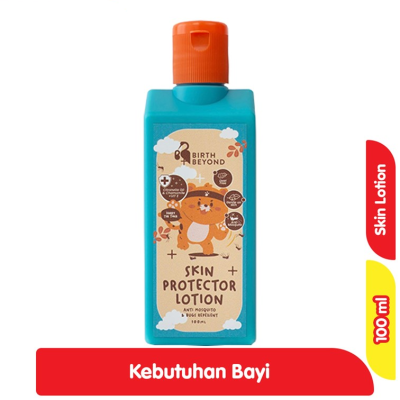 BIRTH
BEYOND
SKIN
PROTECTOR
LOTION
ANTI MOSQUITO
& BUGS REPELLENT
100ML
Skin Lotion
100 ml
Kebutuhan Bayi